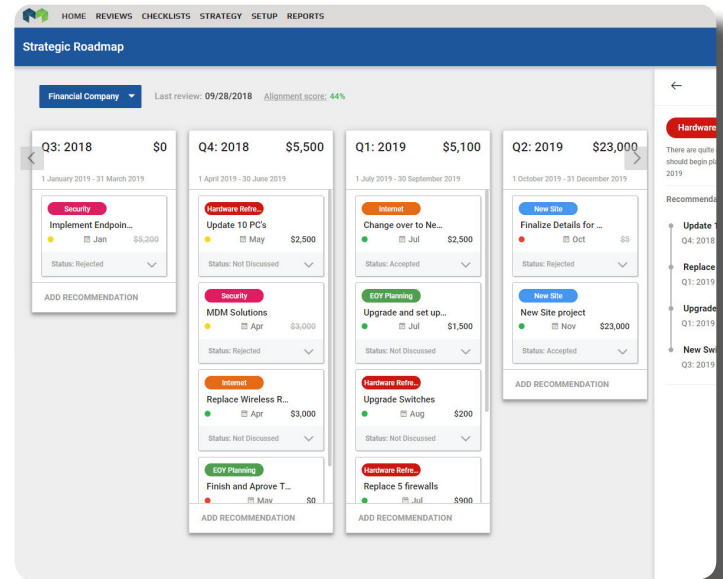 HOME REVIEWS CHECKLISTS STRATEGY SETUP REPORTS
Strategic Roadmap
Financial Company Last review: 09/28/2018 Alignment score: 44%
Q3: 2018 $0
1 January 2019 - 31 March 2019
Security
Implement Endpoin...
Jan $5,200
Status: Rejected
ADD RECOMMENDATION
Q4: 2018 $5,500
1 April 2019 - 30 June 2019
Hardware Refre...
Update 10 PC's
May $2,500
Status: Not Discussed
Security
MDM Solutions
Apr $3,000
Status: Rejected
Internet
Replace Wireless R...
Apr $3,000
Status: Not Discussed
EOY Planning
Finish and Aprove T...
May $0
ADD RECOMMENDATION
Q1: 2019 $5,100
1 July 2019 - 30 September 2019
Internet
Change over to Ne...
Jul $2,500
Status: Accepted
EOY Planning
Upgrade and set up...
Jul $1,500
Status: Not Discussed
Hardware Refre...
Upgrade Switches
Aug $200
Status: Not Discussed
Hardware Refre...
Replace 5 firewalls
Jul $900
ADD RECOMMENDATION
Q2: 2019 $23,000
1 October 2019 - 31 December 2019
New Site
Finalize Details for ...
Oct $5
Status: Rejected
New Site
New Site project
Nov $23,000
Status: Accepted
ADD RECOMMENDATION
Hardware
There are quite
should begin pl
2019
Recommenda
Update
Q4: 2018
Replace
Q1: 2019
Upgrade
Q1: 2019
New Swi
Q3: 2019